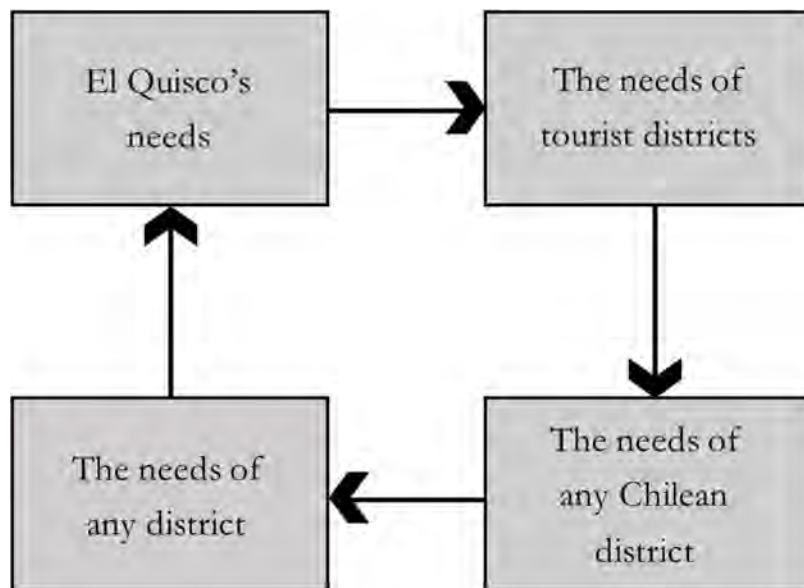 El Quisco's
needs
The needs of
tourist districts
The needs of
any Chilean
district
The needs of
any district